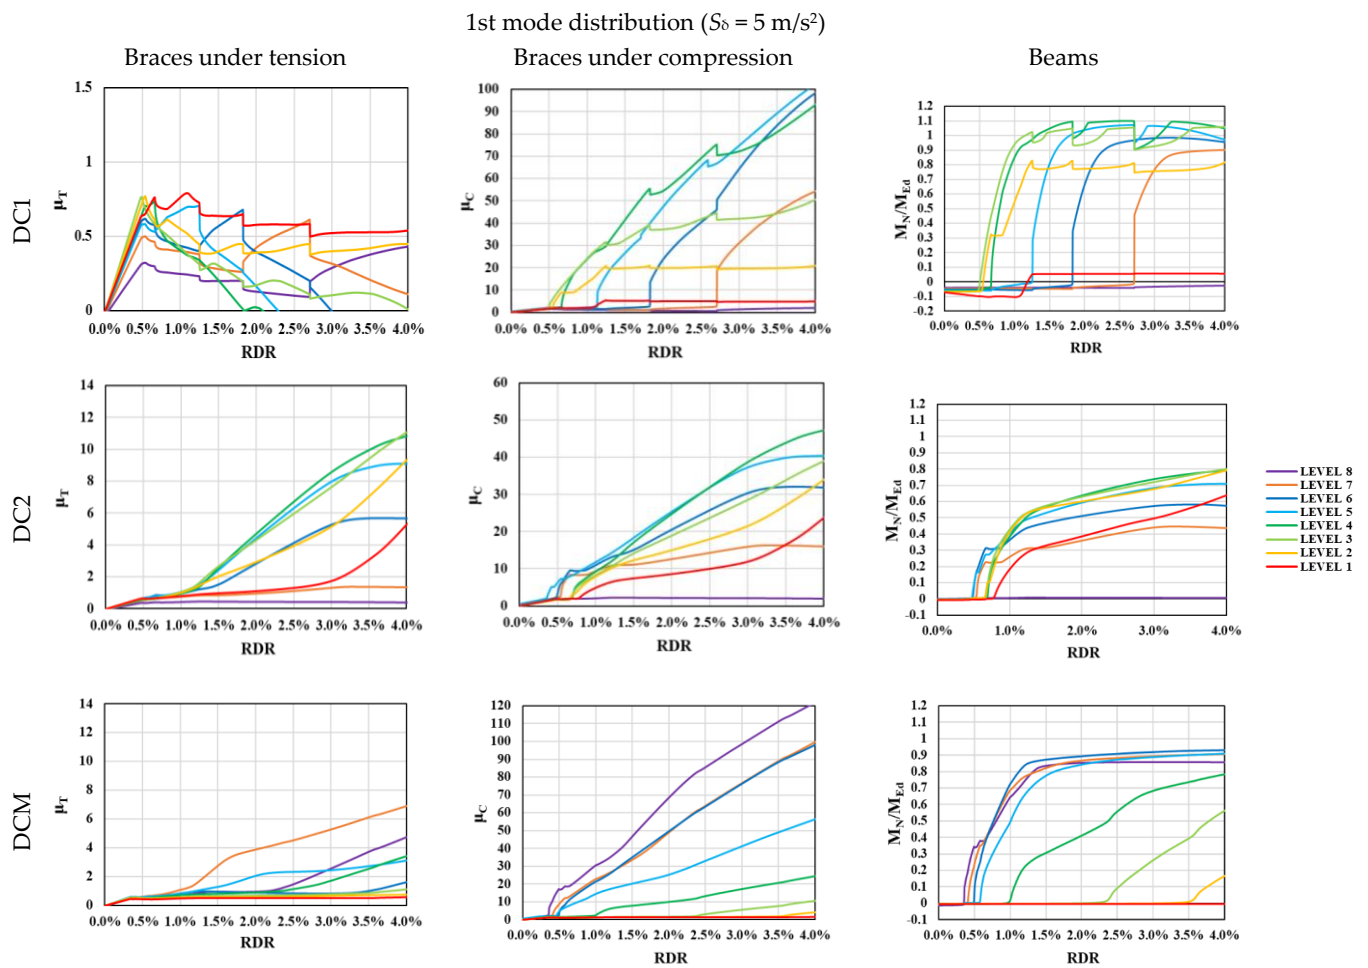 1st mode distribution (Sδ = 5 m/s²)
Braces under tension
Braces under compression
Beams
DC1
μT
1.5
1
0.5
0
0.0% 0.5% 1.0% 1.5% 2.0% 2.5% 3.0% 3.5% 4.0%
RDR
μC
100
90
80
70
60
50
40
30
20
10
0
0.0% 0.5% 1.0% 1.5% 2.0% 2.5% 3.0% 3.5% 4.0%
RDR
MN/MEd
1.2
1.1
1
0.9
0.8
0.7
0.6
0.5
0.4
0.3
0.2
0.1
0
-0.1
-0.2
0.0% 0.5% 1.0% 1.5% 2.0% 2.5% 3.0% 3.5% 4.0%
RDR
DC2
μT
14
12
10
8
6
4
2
0
0.0% 0.5% 1.0% 1.5% 2.0% 2.5% 3.0% 3.5% 4.0%
RDR
μC
60
50
40
30
20
10
0
0.0% 0.5% 1.0% 1.5% 2.0% 2.5% 3.0% 3.5% 4.0%
RDR
MN/MEd
1.2
1.1
1
0.9
0.8
0.7
0.6
0.5
0.4
0.3
0.2
0.1
0
-0.1
0.0% 1.0% 2.0% 3.0% 4.0%
RDR
LEVEL 8
LEVEL 7
LEVEL 6
LEVEL 5
LEVEL 4
LEVEL 3
LEVEL 2
LEVEL 1
DCM
μT
14
12
10
8
6
4
2
0
0.0% 0.5% 1.0% 1.5% 2.0% 2.5% 3.0% 3.5% 4.0%
RDR
μC
120
110
100
90
80
70
60
50
40
30
20
10
0
0.0% 0.5% 1.0% 1.5% 2.0% 2.5% 3.0% 3.5% 4.0%
RDR
MN/MEd
1.2
1.1
1
0.9
0.8
0.7
0.6
0.5
0.4
0.3
0.2
0.1
0
-0.1
0.0% 0.5% 1.0% 1.5% 2.0% 2.5% 3.0% 3.5% 4.0%
RDR